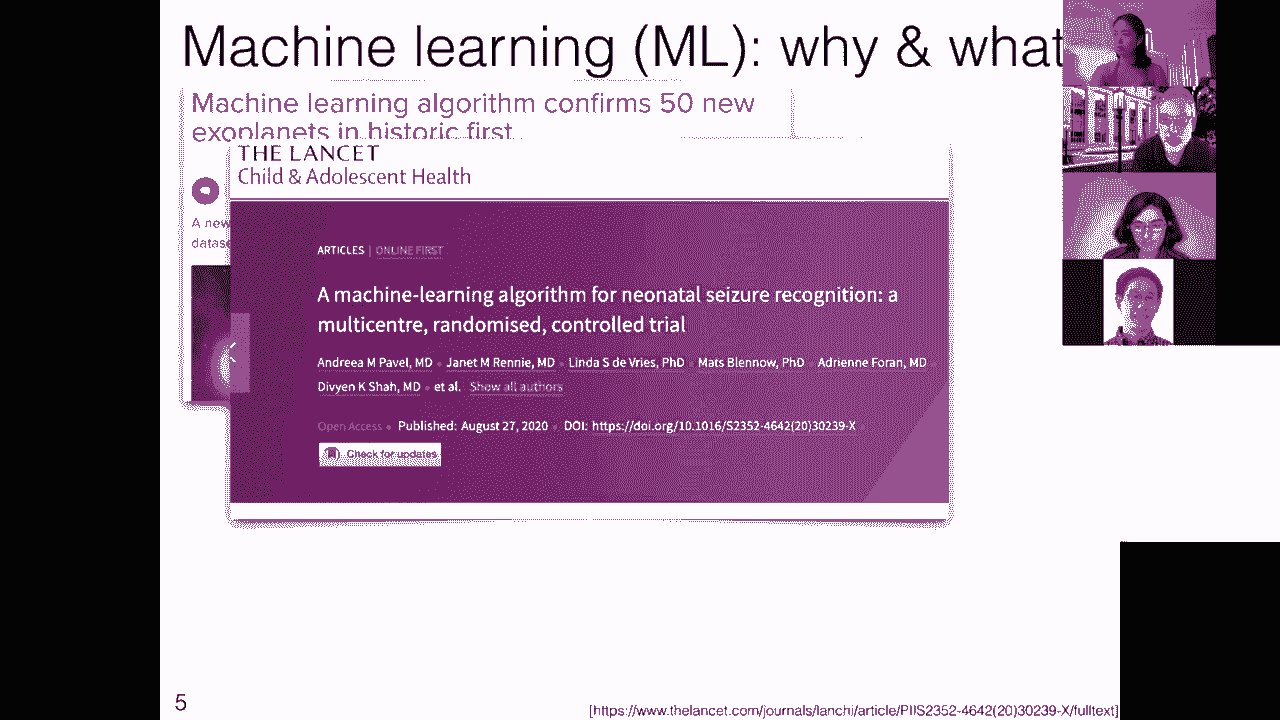 Machine learning (ML): why & what
Machine learning algorithm confirms 50 new
exoplanets in historic first
A new
datase
THE LANCET
Child & Adolescent Health
ARTICLES | ONLINE FIRST
A machine-learning algorithm for neonatal seizure recognition: a
multicentre, randomised, controlled trial
Andreea M Pavel, MD • Janet M Rennie, MD • Linda S de Vries, PhD • Mats Blennow, PhD • Adrienne Foran, MD •
Divyen K Shah, MD • et al. Show all authors
Open Access • Published: August 27, 2020 • DOI: https://doi.org/10.1016/S2352-4642(20)30239-X
Check for updates
5
[https://www.thelancet.com/journals/lanchi/article/PIIS2352-4642(20)30239-X/fulltext]